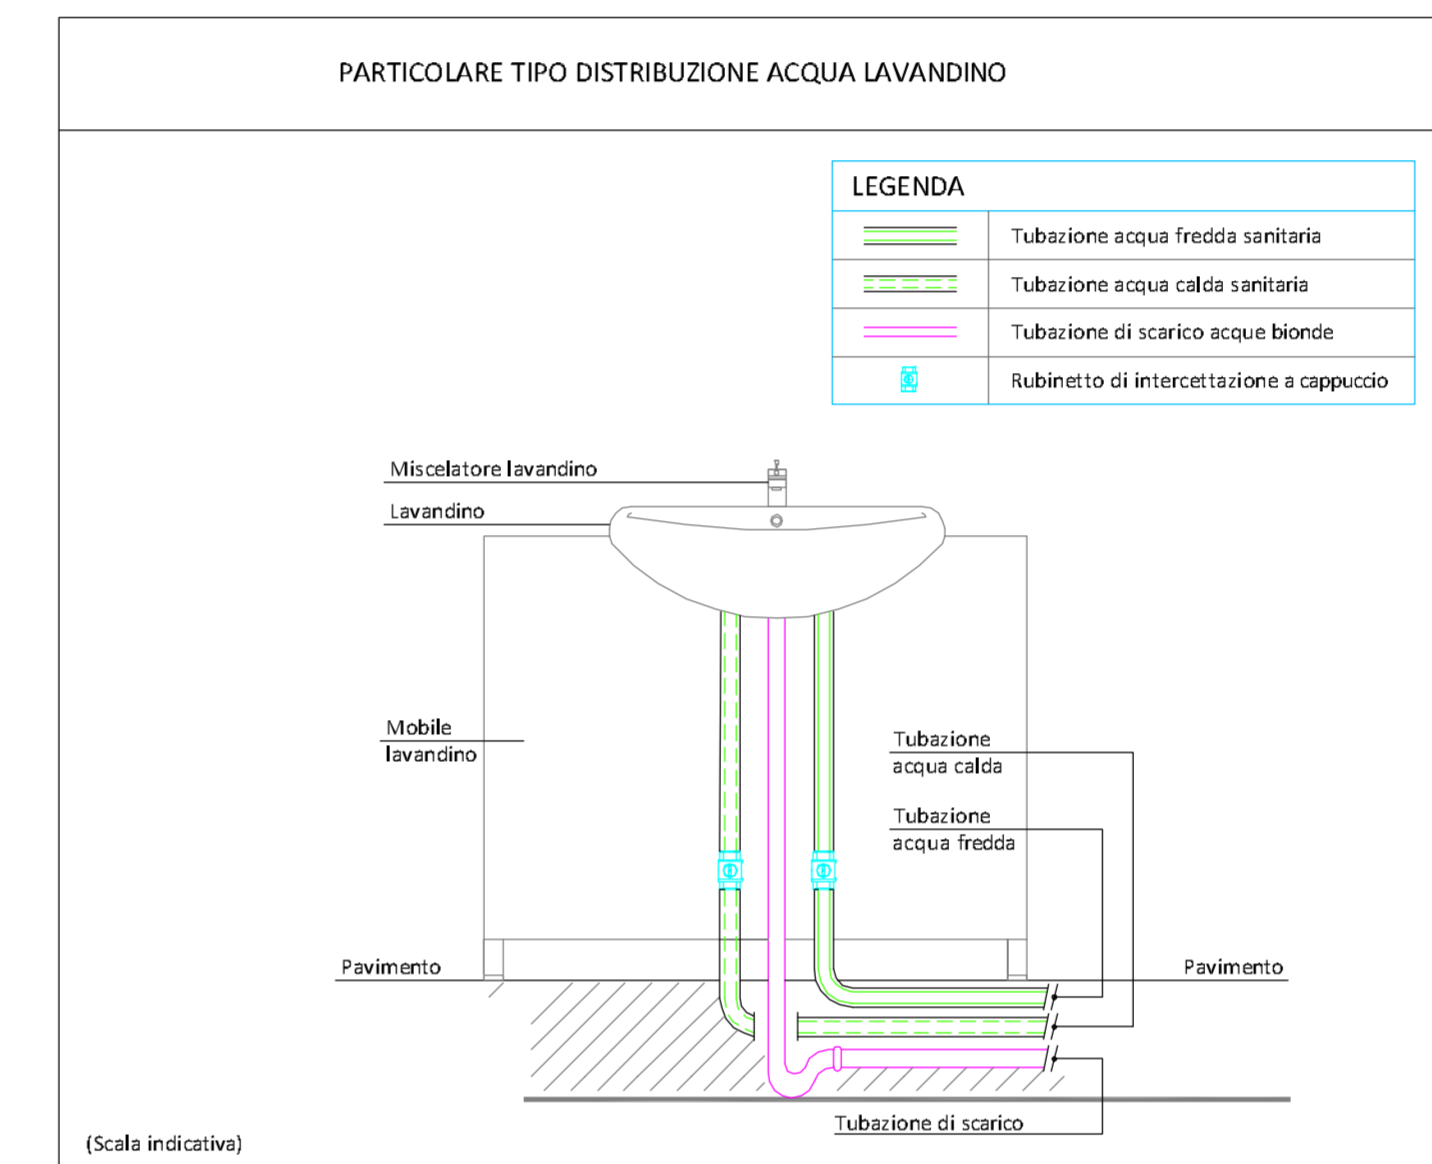 PARTICOLARE TIPO DISTRIBUZIONE ACQUA LAVANDINO
LEGENDA
Tubazione acqua fredda sanitaria
Tubazione acqua calda sanitaria
Tubazione di scarico acque bionde
Rubinetto di intercettazione a cappuccio
Miscelatore lavandino
Lavandino
Mobile
lavandino
Tubazione
acqua calda
Tubazione
acqua fredda
Pavimento
Pavimento
Tubazione di scarico
(Scala indicativa)